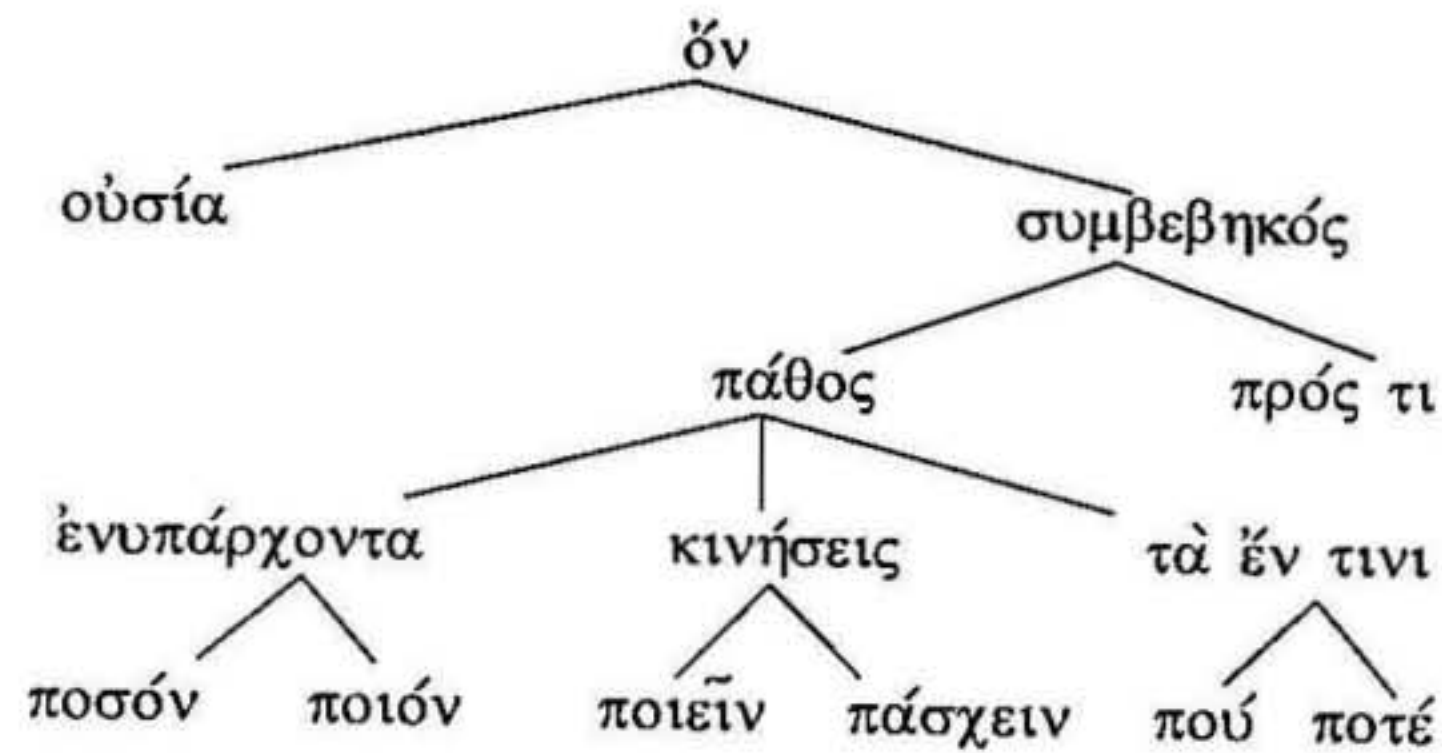 ὄν
οὐσία
συμβεβηκός
πάθος
πρός τι
ἐνυπάρχοντα κινήσεις τὰ ἔν τινι
ποσόν ποιόν ποιεῖν πάσχειν πού ποτέ